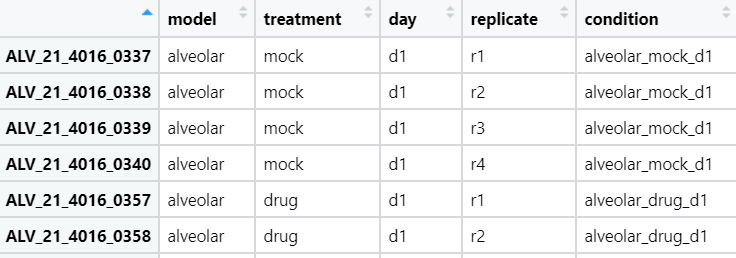 model treatment day replicate condition
ALV_21_4016_0337 alveolar mock d1 r1 alveolar_mock_d1
ALV_21_4016_0338 alveolar mock d1 r2 alveolar_mock_d1
ALV_21_4016_0339 alveolar mock d1 r3 alveolar_mock_d1
ALV_21_4016_0340 alveolar mock d1 r4 alveolar_mock_d1
ALV_21_4016_0357 alveolar drug d1 r1 alveolar_drug_d1
ALV_21_4016_0358 alveolar drug d1 r2 alveolar_drug_d1